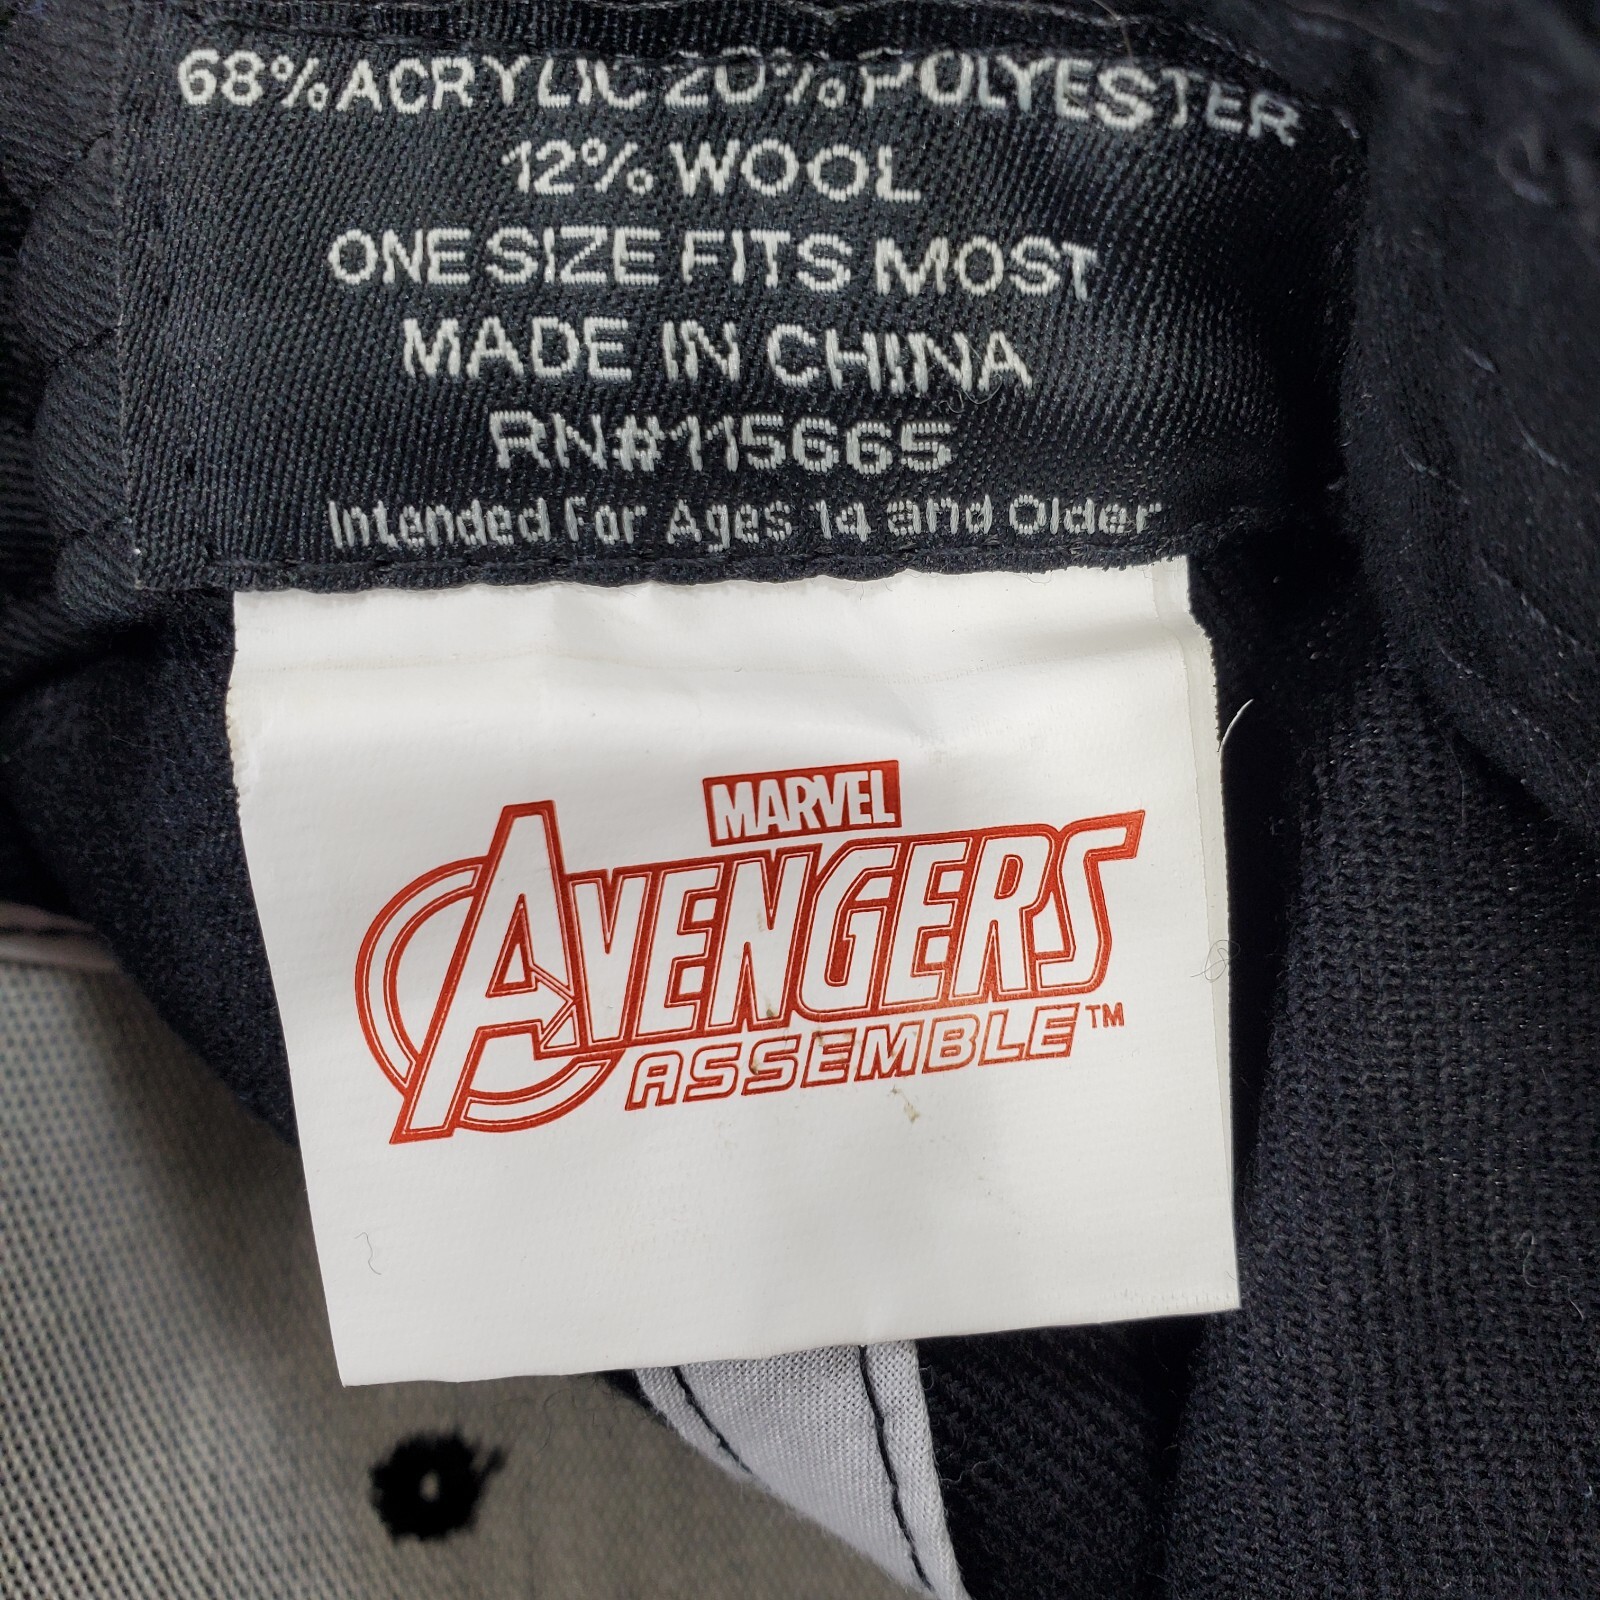 68% ACRYLIC 20% POLYESTER
12% WOOL
ONE SIZE FITS MOST
MADE IN CHINA
RN#115665
Intended For Ages 14 and Older
MARVEL
AVENGERS
ASSEMBLE™